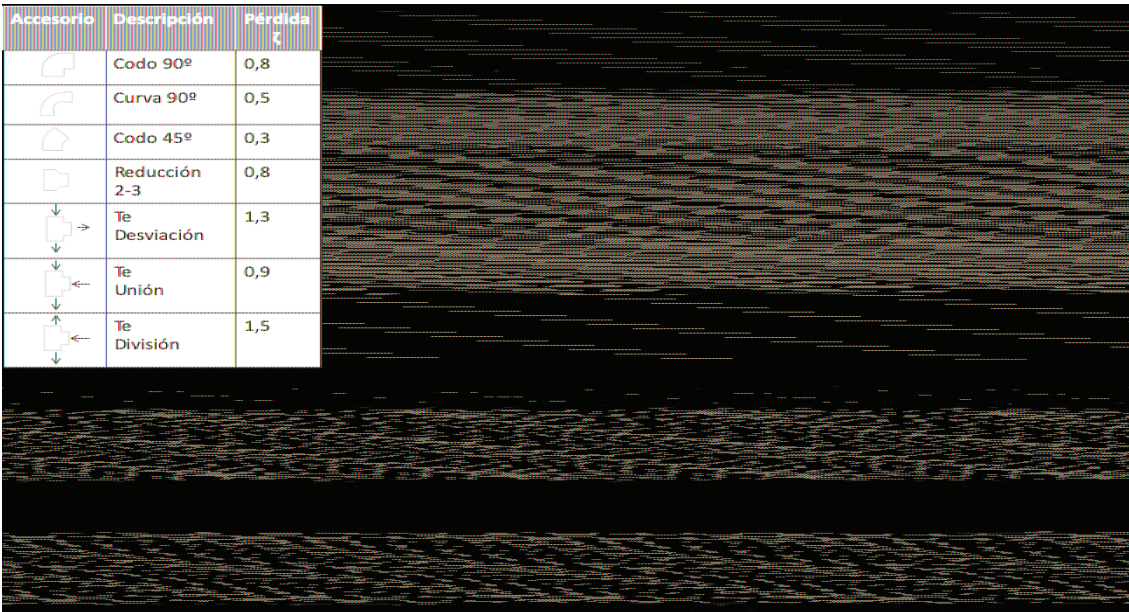 Accesorio Descripción Pérdida
ξ
Codo 90º 0,8
Curva 90º 0,5
Codo 45º 0,3
Reducción 0,8
2-3
Te 1,3
Desviación
Te 0,9
Unión
Te 1,5
División